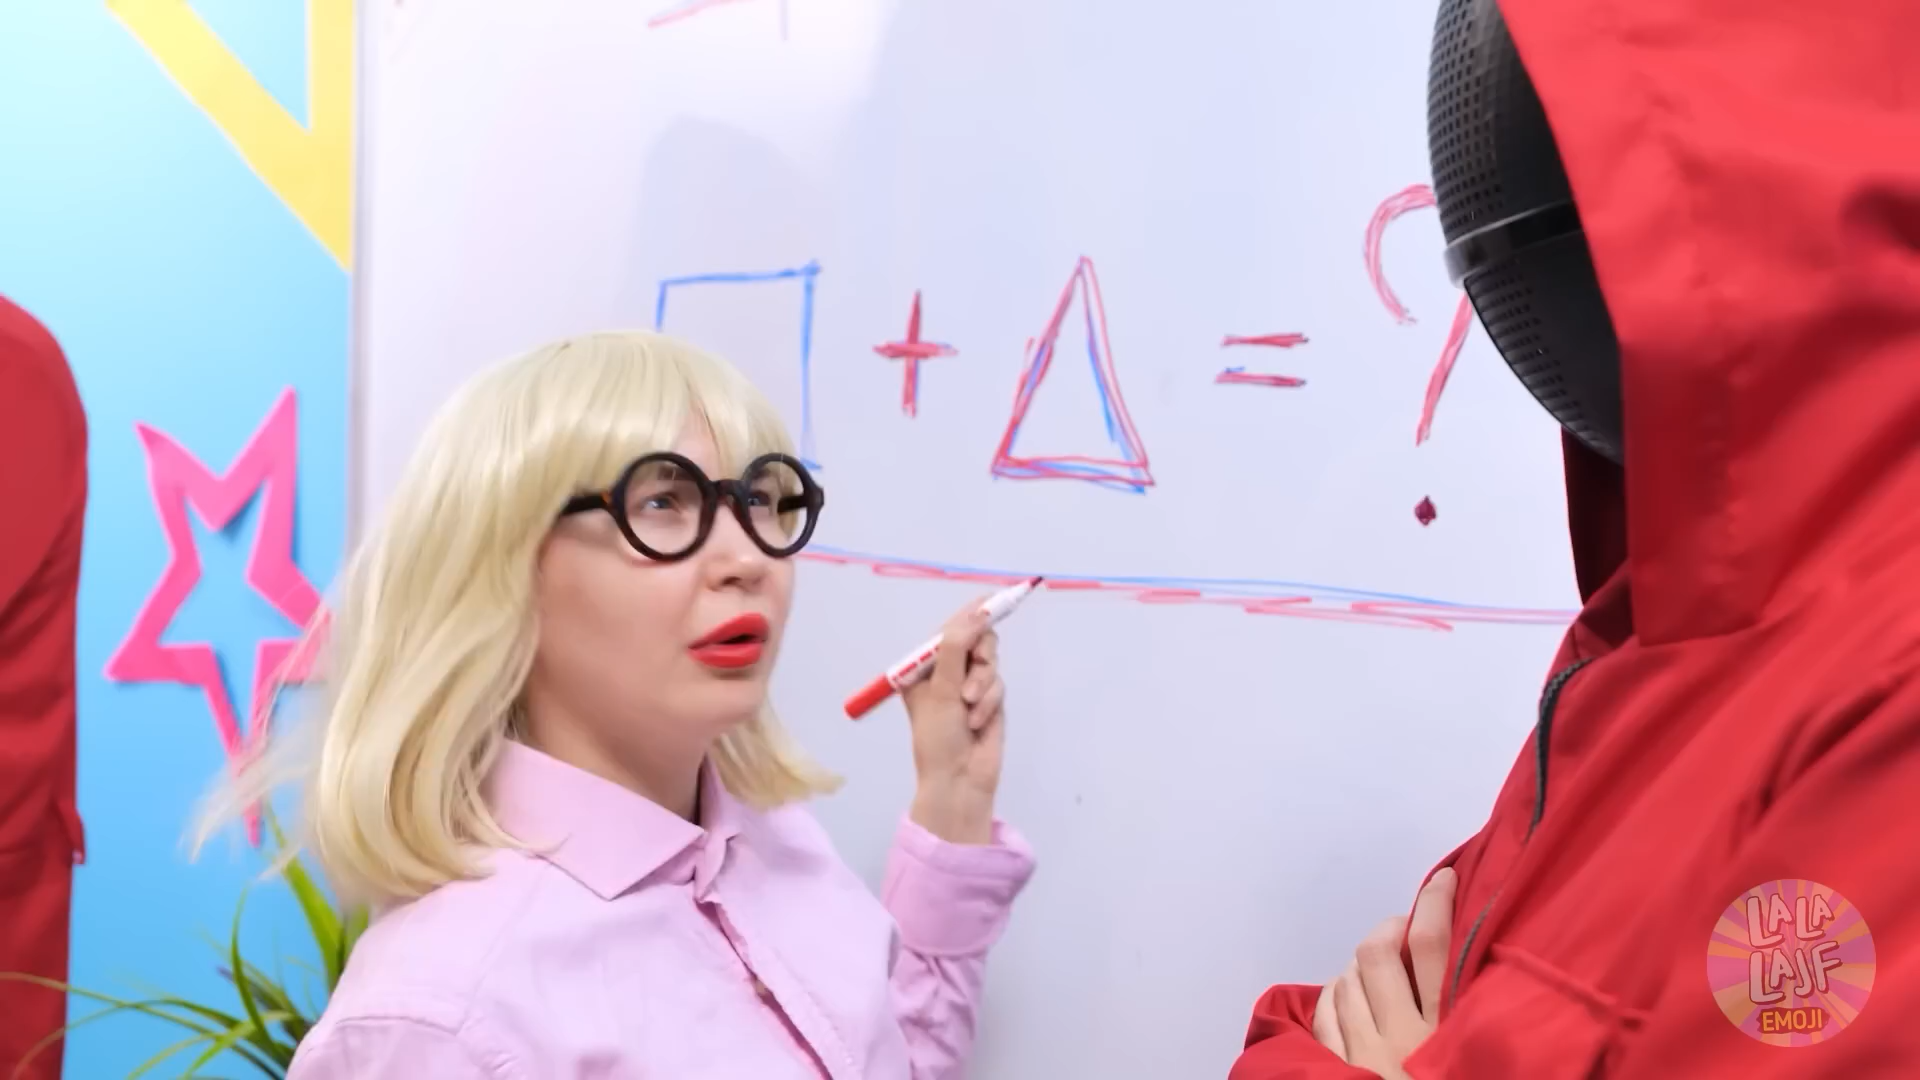 + = ?
LA LA
LAJF
EMOJI